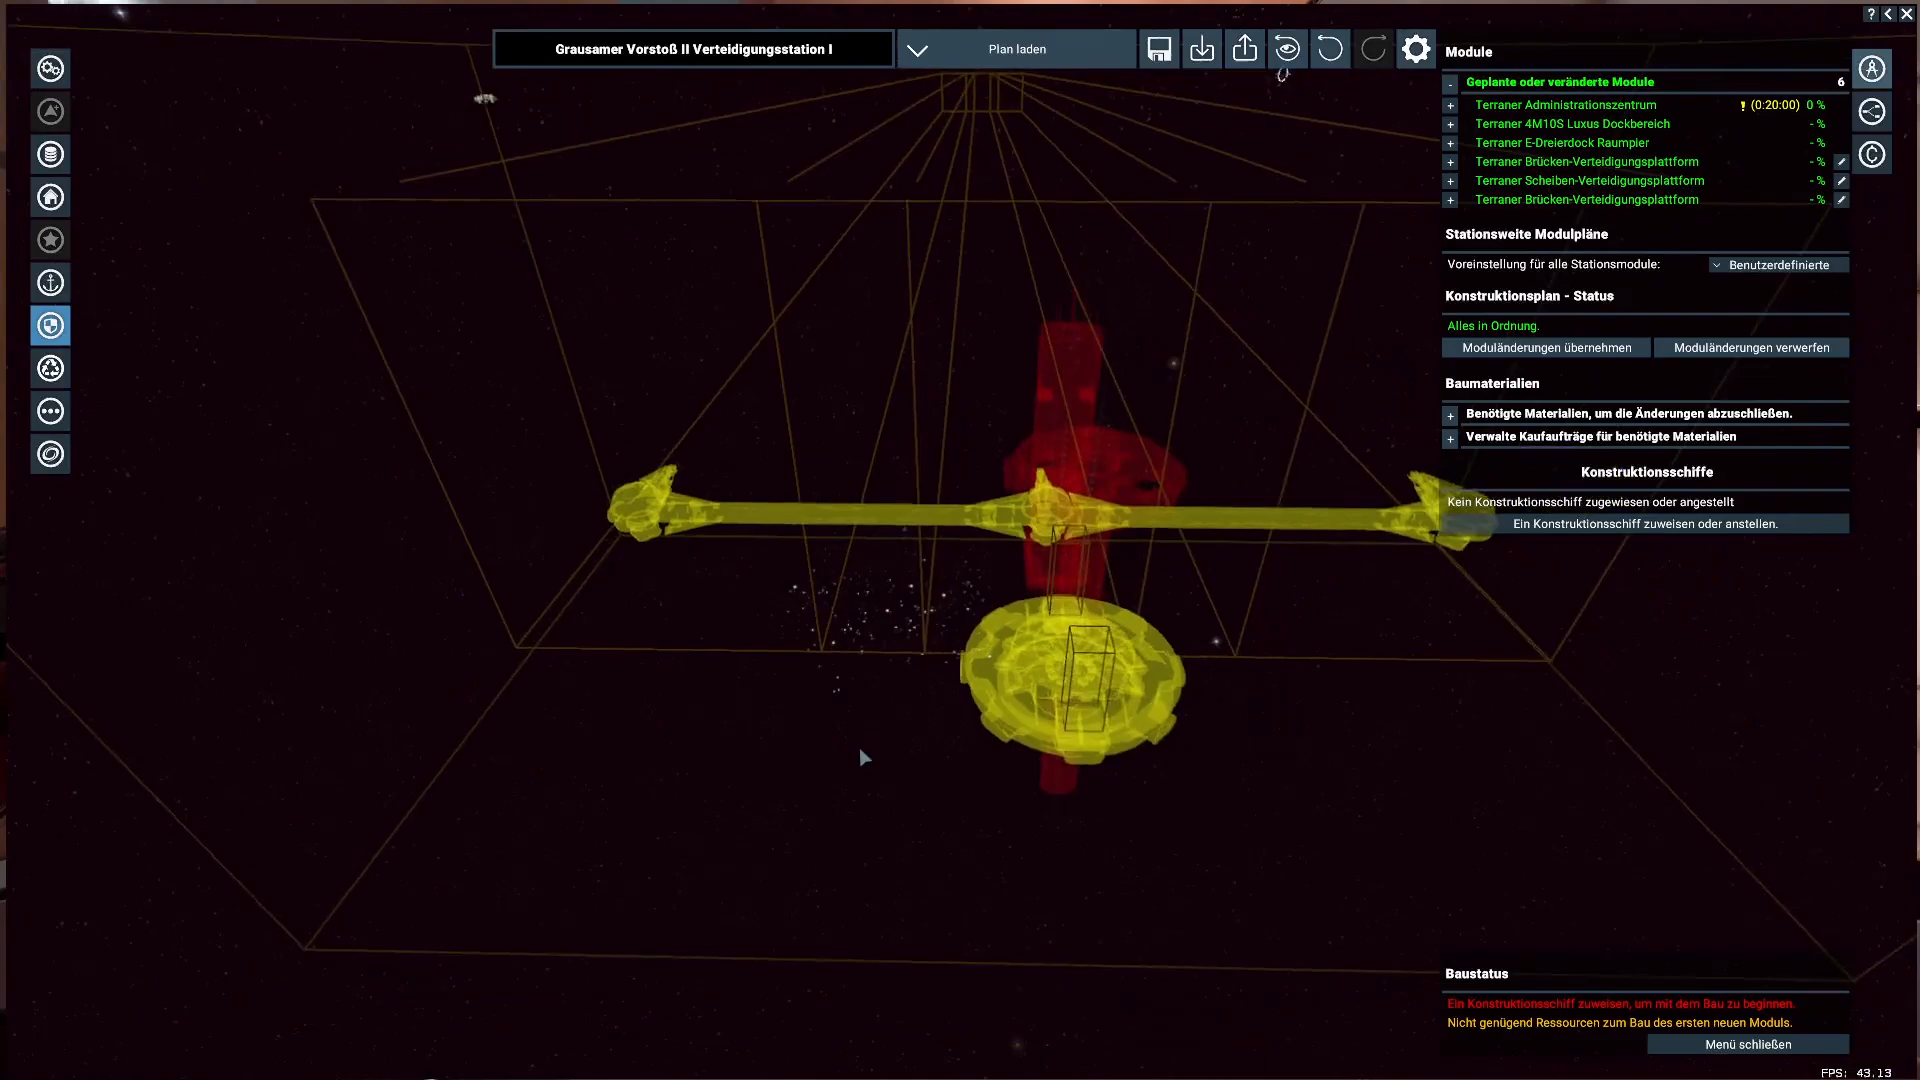 ? < X
Grausamer Vorstoß II Verteidigungsstation I
Plan laden
Module
- Geplante oder veränderte Module 6
+ Terraner Administrationszentrum ! (0:20:00) 0 %
+ Terraner 4M10S Luxus Dockbereich - %
+ Terraner E-Dreierdock Raumpier - %
+ Terraner Brücken-Verteidigungsplattform - %
+ Terraner Scheiben-Verteidigungsplattform - %
+ Terraner Brücken-Verteidigungsplattform - %
Stationsweite Modulpläne
Voreinstellung für alle Stationsmodule: Benutzerdefinierte
Konstruktionsplan - Status
Alles in Ordnung.
Moduländerungen übernehmen Moduländerungen verwerfen
Baumaterialien
+ Benötigte Materialien, um die Änderungen abzuschließen.
+ Verwalte Kaufaufträge für benötigte Materialien
Konstruktionsschiffe
Kein Konstruktionsschiff zugewiesen oder angestellt
Ein Konstruktionsschiff zuweisen oder anstellen.
Baustatus
Ein Konstruktionsschiff zuweisen, um mit dem Bau zu beginnen.
Nicht genügend Ressourcen zum Bau des ersten neuen Moduls.
Menü schließen
FPS: 43.13